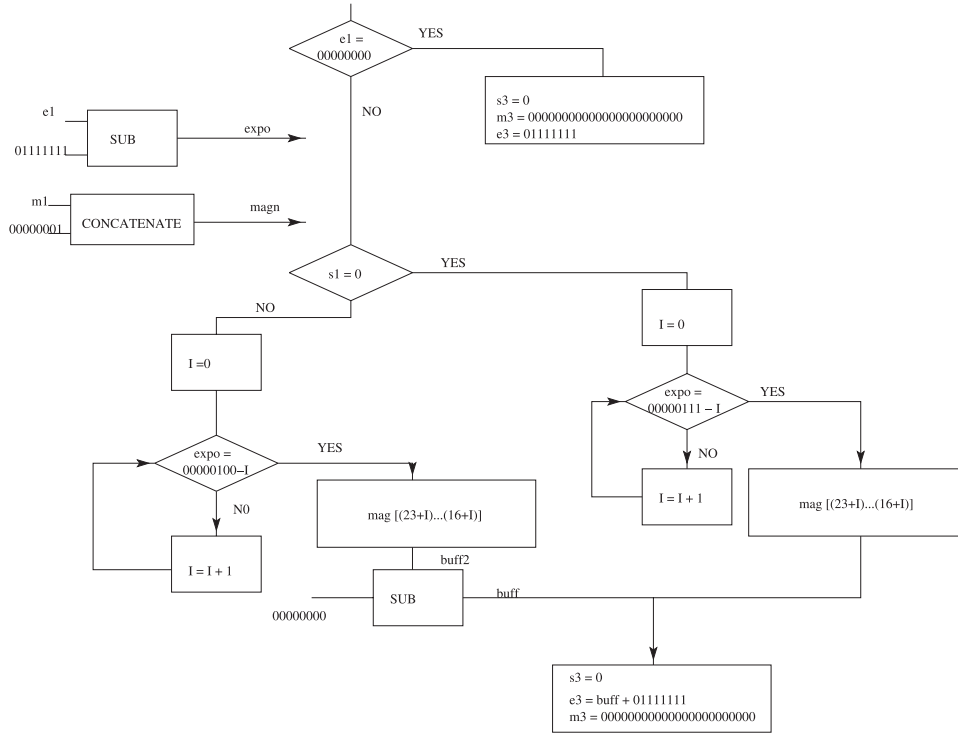 YES
e1 =
00000000
s3 = 0
m3 = 00000000000000000000000
e3 = 01111111
NO
e1
SUB
expo
01111111
m1
magn
CONCATENATE
00000001
s1 = 0
YES
NO
I = 0
I =0
expo =
00000111 – I
YES
NO
I = I + 1
mag [(23+I)...(16+I)]
expo =
00000100–I
YES
N0
I = I + 1
mag [(23+I)...(16+I)]
buff2
SUB
buff
00000000
s3 = 0
e3 = buff + 01111111
m3 = 00000000000000000000000